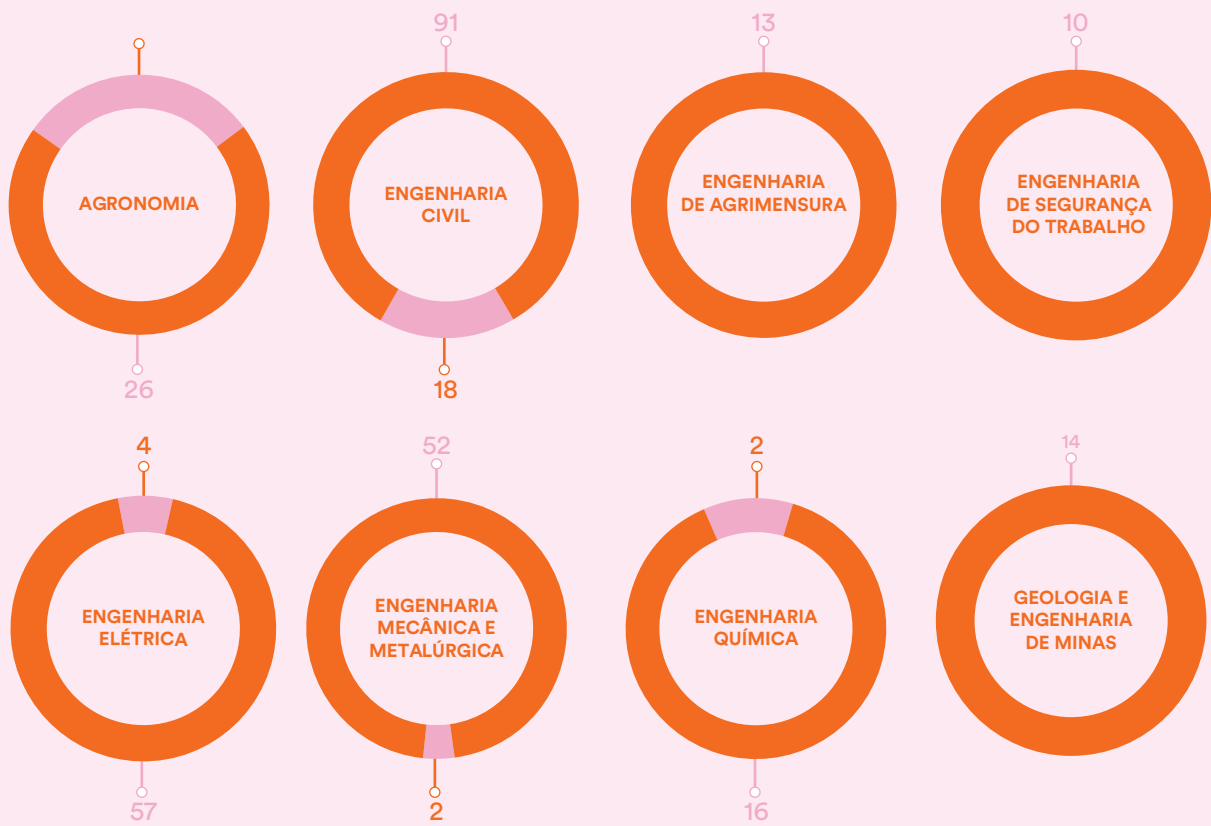 91
13
10
AGRONOMIA
ENGENHARIA
CIVIL
ENGENHARIA
DE AGRIMENSURA
ENGENHARIA
DE SEGURANÇA
DO TRABALHO
26
18
4
52
2
14
ENGENHARIA
ELÉTRICA
ENGENHARIA
MECÂNICA E
METALÚRGICA
ENGENHARIA
QUÍMICA
GEOLOGIA E
ENGENHARIA
DE MINAS
57
2
16